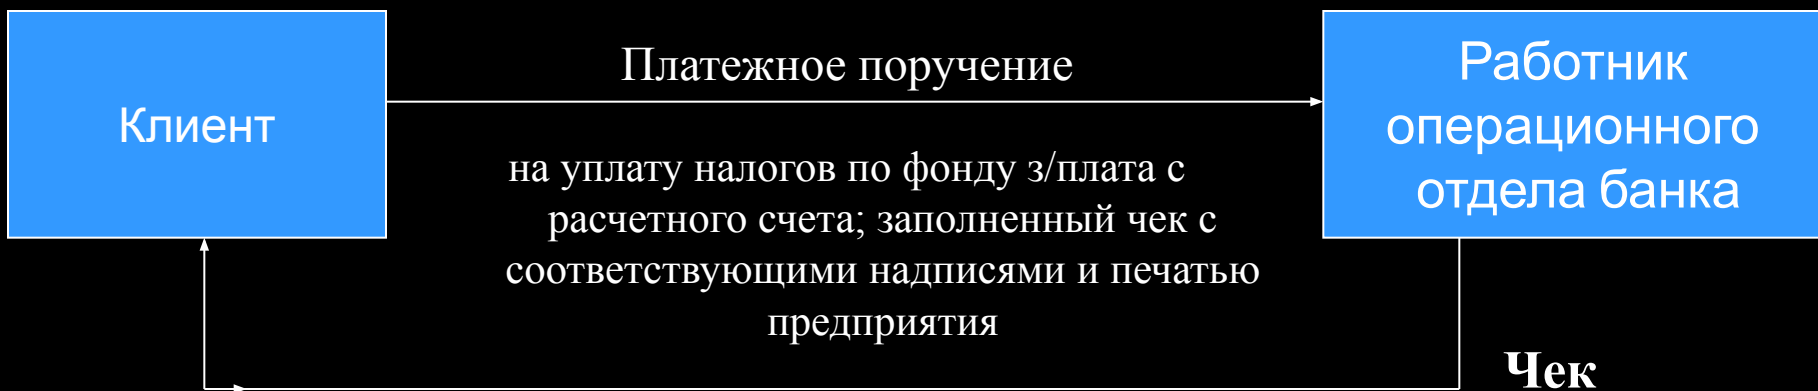 Клиент
Платежное поручение
на уплату налогов по фонду з/плата с
расчетного счета; заполненный чек с
соответствующими надписями и печатью
предприятия
Работник
операционного
отдела банка
Чек